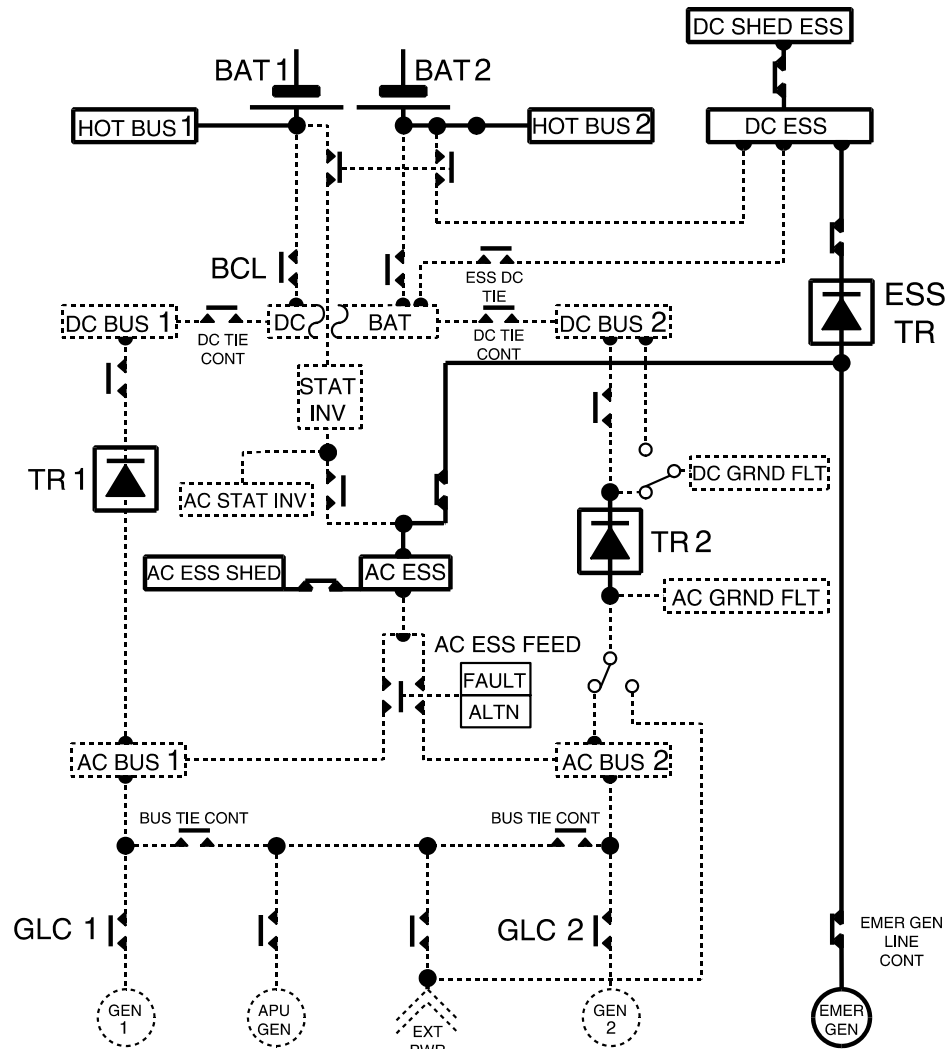 DC SHED ESS
BAT 1
BAT 2
HOT BUS 1
HOT BUS 2
DC ESS
BCL
ESS DC
TIE
ESS
TR
DC BUS 1
DC TIE
CONT
DC
BAT
DC TIE
CONT
DC BUS 2
STAT
INV
TR 1
AC STAT INV
DC GRND FLT
TR 2
AC ESS SHED
AC ESS
AC GRND FLT
AC ESS FEED
FAULT
ALTN
AC BUS 1
AC BUS 2
BUS TIE CONT
BUS TIE CONT
GLC 1
GLC 2
EMER GEN
LINE
CONT
GEN
1
APU
GEN
EXT
PWR
GEN
2
EMER
GEN